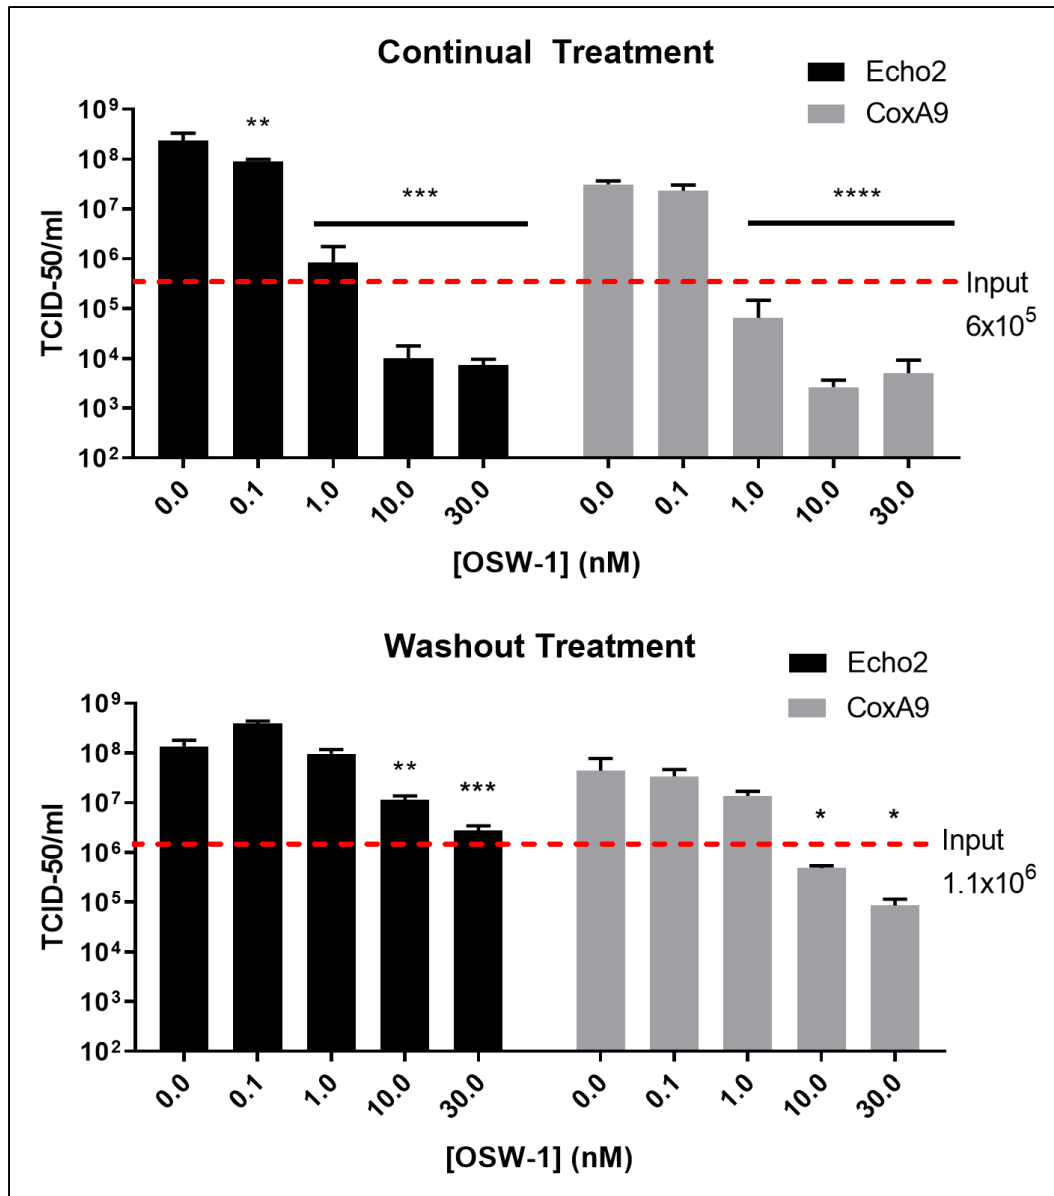 Continual Treatment
Echo2
CoxA9
TCID-50/ml
10⁹
10⁸
10⁷
10⁶
10⁵
10⁴
10³
10²
**
***
****
Input
6x10⁵
0.0 0.1 1.0 10.0 30.0 0.0 0.1 1.0 10.0 30.0
[OSW-1] (nM)
Washout Treatment
Echo2
CoxA9
TCID-50/ml
10⁹
10⁸
10⁷
10⁶
10⁵
10⁴
10³
10²
**
***
*
*
Input
1.1x10⁶
0.0 0.1 1.0 10.0 30.0 0.0 0.1 1.0 10.0 30.0
[OSW-1] (nM)